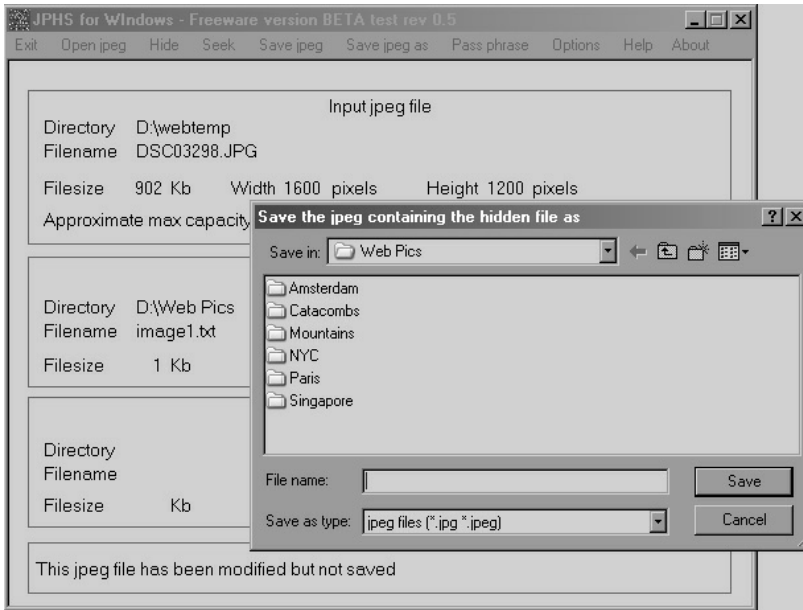 JPHS for WIndows - Freeware version BETA test rev 0.5
Exit Open jpeg Hide Seek Save jpeg Save jpeg as Pass phrase Options Help About
Input jpeg file
Directory D:\webtemp
Filename DSC03298.JPG
Filesize 902 Kb Width 1600 pixels Height 1200 pixels
Approximate max capacity
Directory D:\Web Pics
Filename image1.txt
Filesize 1 Kb
Directory
Filename
Filesize Kb
This jpeg file has been modified but not saved
Save the jpeg containing the hidden file as
Save in: Web Pics
Amsterdam
Catacombs
Mountains
NYC
Paris
Singapore
File name: Save
Save as type: jpeg files (*.jpg *.jpeg) Cancel